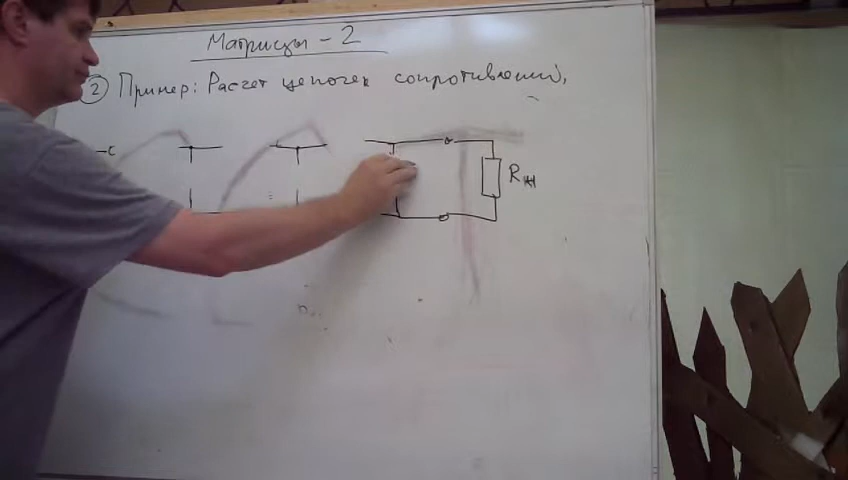 Матрицы - 2
② Пример: Расчет цепочек сопротивлений,
Rн